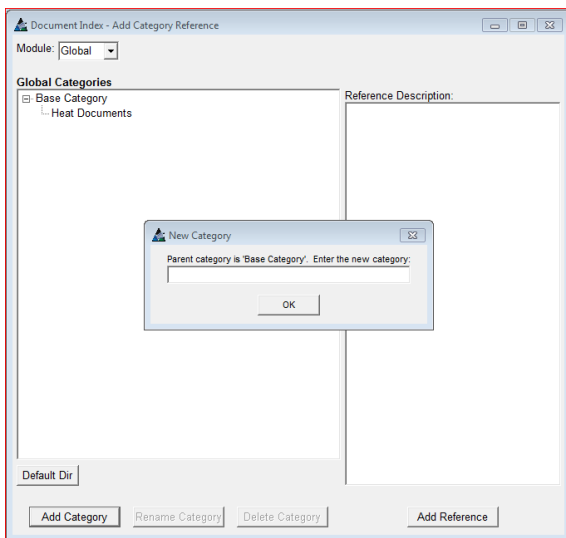 Document Index - Add Category Reference
Module: Global
Global Categories
Reference Description:
Base Category
Heat Documents
New Category
Parent category is 'Base Category'. Enter the new category:
OK
Default Dir
Add Category Rename Category Delete Category Add Reference